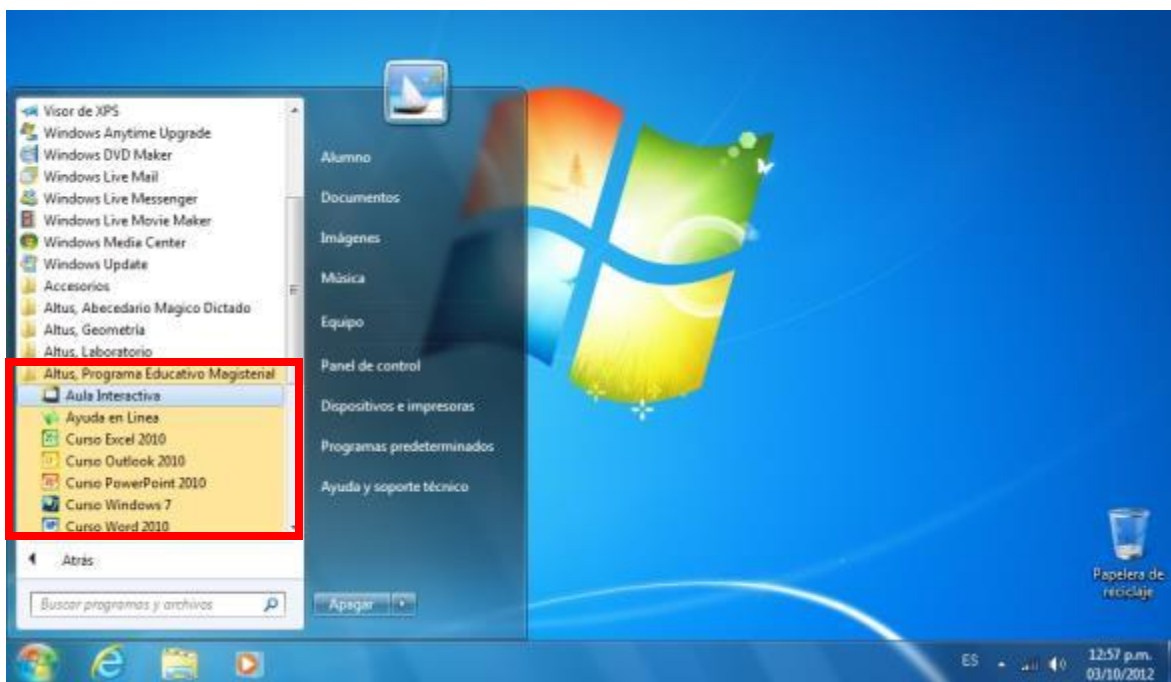 Visor de XPS
Windows Anytime Upgrade
Windows DVD Maker
Windows Live Mail
Windows Live Messenger
Windows Live Movie Maker
Windows Media Center
Windows Update
Accesorios
Altus, Abecedario Magico Dictado
Altus, Geometría
Altus, Laboratorio
Altus, Programa Educativo Magisterial
Aula Interactiva
Ayuda en Linea
Curso Excel 2010
Curso Outlook 2010
Curso PowerPoint 2010
Curso Windows 7
Curso Word 2010
Atrás
Buscar programas y archivos
Alumno
Documentos
Imágenes
Música
Equipo
Panel de control
Dispositivos e impresoras
Programas predeterminados
Ayuda y soporte técnico
Apagar
Papelera de
reciclaje
ES
12:57 p.m.
03/10/2012